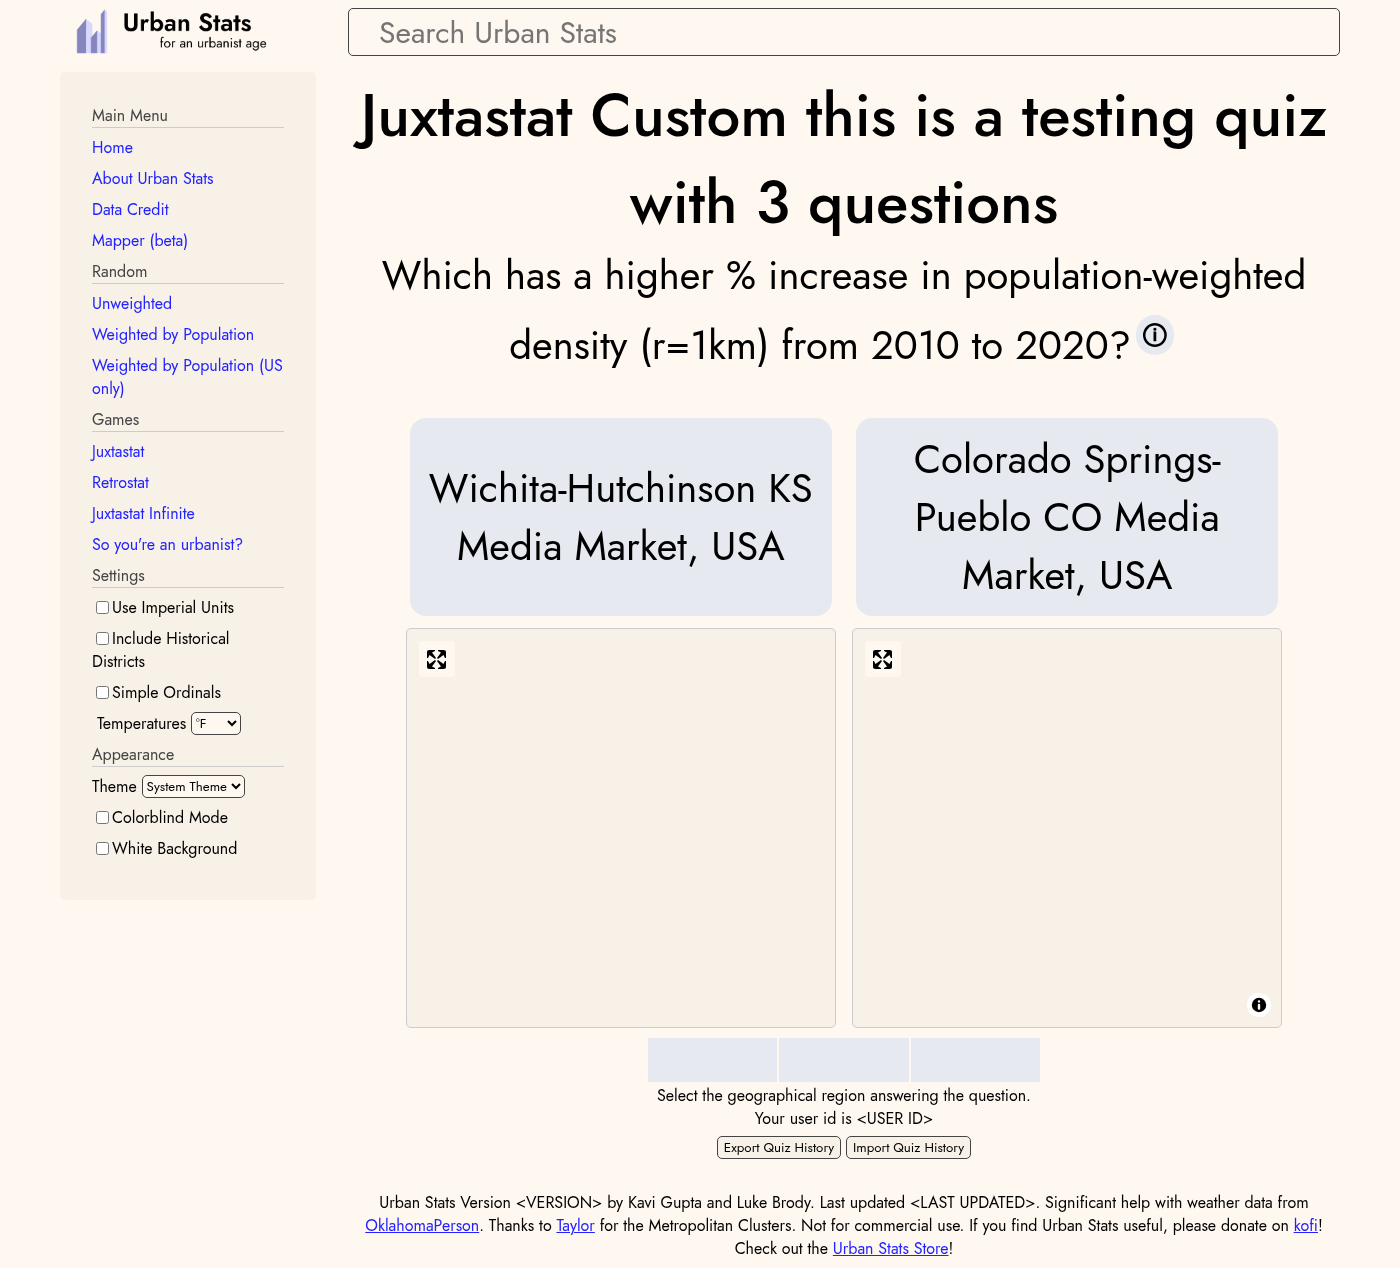 Urban Stats
for an urbanist age
Search Urban Stats
Main Menu
Home
About Urban Stats
Data Credit
Mapper (beta)
Random
Unweighted
Weighted by Population
Weighted by Population (US
only)
Games
Juxtastat
Retrostat
Juxtastat Infinite
So you're an urbanist?
Settings
Use Imperial Units
Include Historical
Districts
Simple Ordinals
Temperatures °F
Appearance
Theme System Theme
Colorblind Mode
White Background
Juxtastat Custom this is a testing quiz
with 3 questions
Which has a higher % increase in population-weighted
density (r=1km) from 2010 to 2020?
Wichita-Hutchinson KS
Media Market, USA
Colorado Springs-
Pueblo CO Media
Market, USA
Select the geographical region answering the question.
Your user id is <USER ID>
Export Quiz History Import Quiz History
Urban Stats Version <VERSION> by Kavi Gupta and Luke Brody. Last updated <LAST UPDATED>. Significant help with weather data from
OklahomaPerson. Thanks to Taylor for the Metropolitan Clusters. Not for commercial use. If you find Urban Stats useful, please donate on kofi!
Check out the Urban Stats Store!